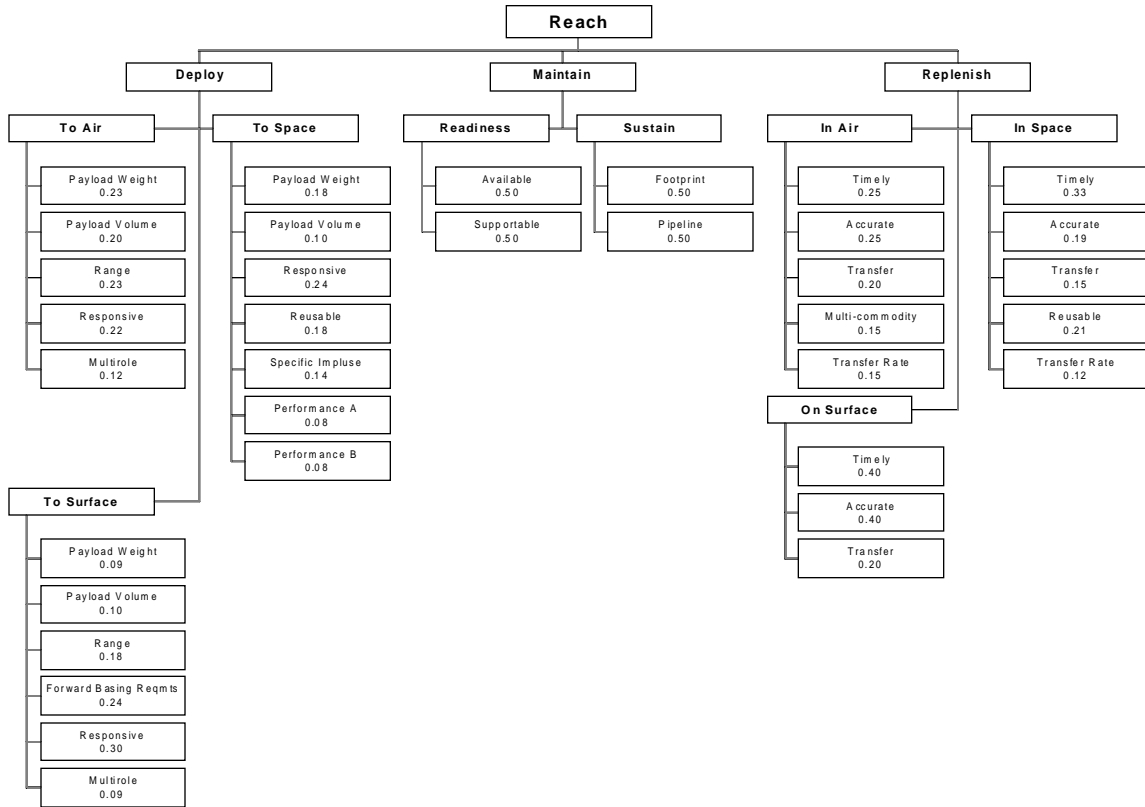 Reach
Deploy
Maintain
Replenish
To Air
Payload Weight
0.23
Payload Volume
0.20
Range
0.23
Responsive
0.22
Multirole
0.12
To Space
Payload Weight
0.18
Payload Volume
0.10
Responsive
0.24
Reusable
0.18
Specific Impluse
0.14
Performance A
0.08
Performance B
0.08
To Surface
Payload Weight
0.09
Payload Volume
0.10
Range
0.18
Forward Basing Reqmts
0.24
Responsive
0.30
Multirole
0.09
Readiness
Available
0.50
Supportable
0.50
Sustain
Footprint
0.50
Pipeline
0.50
In Air
Timely
0.25
Accurate
0.25
Transfer
0.20
Multi-commodity
0.15
Transfer Rate
0.15
In Space
Timely
0.33
Accurate
0.19
Transfer
0.15
Reusable
0.21
Transfer Rate
0.12
On Surface
Timely
0.40
Accurate
0.40
Transfer
0.20